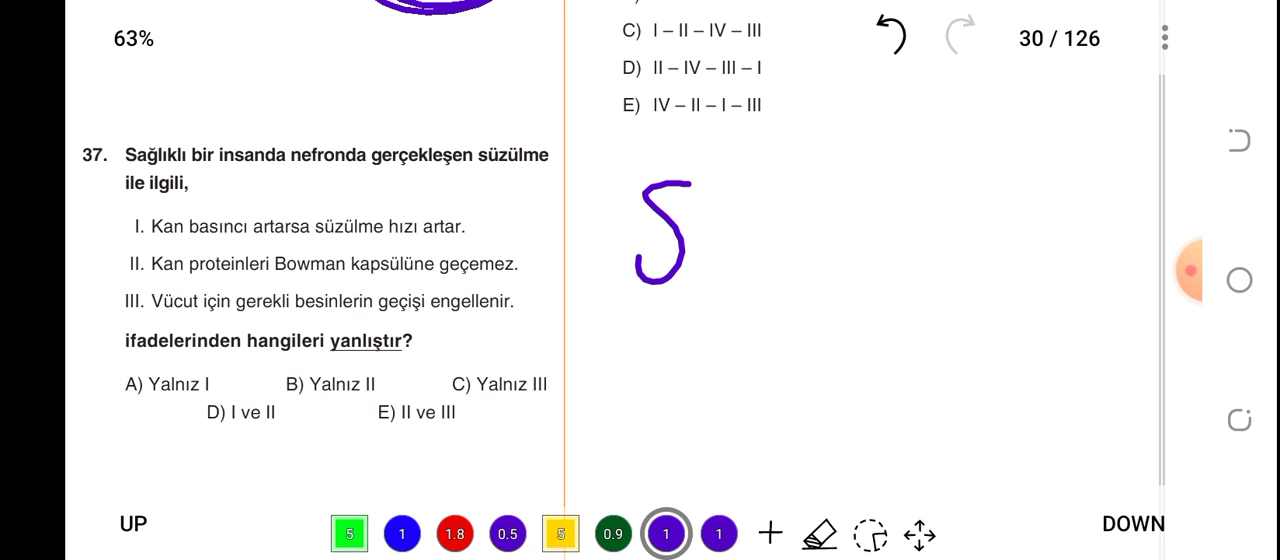 63%
C) I – II – IV – III
D) II – IV – III – I
E) IV – II – I – III
30 / 126
37. Sağlıklı bir insanda nefronda gerçekleşen süzülme
ile ilgili,
I. Kan basıncı artarsa süzülme hızı artar.
II. Kan proteinleri Bowman kapsülüne geçemez.
III. Vücut için gerekli besinlerin geçişi engellenir.
ifadelerinden hangileri yanlıştır?
A) Yalnız I B) Yalnız II C) Yalnız III
D) I ve II E) II ve III
S
UP
5 1 1.8 0.5 5 0.9 1 1
DOWN